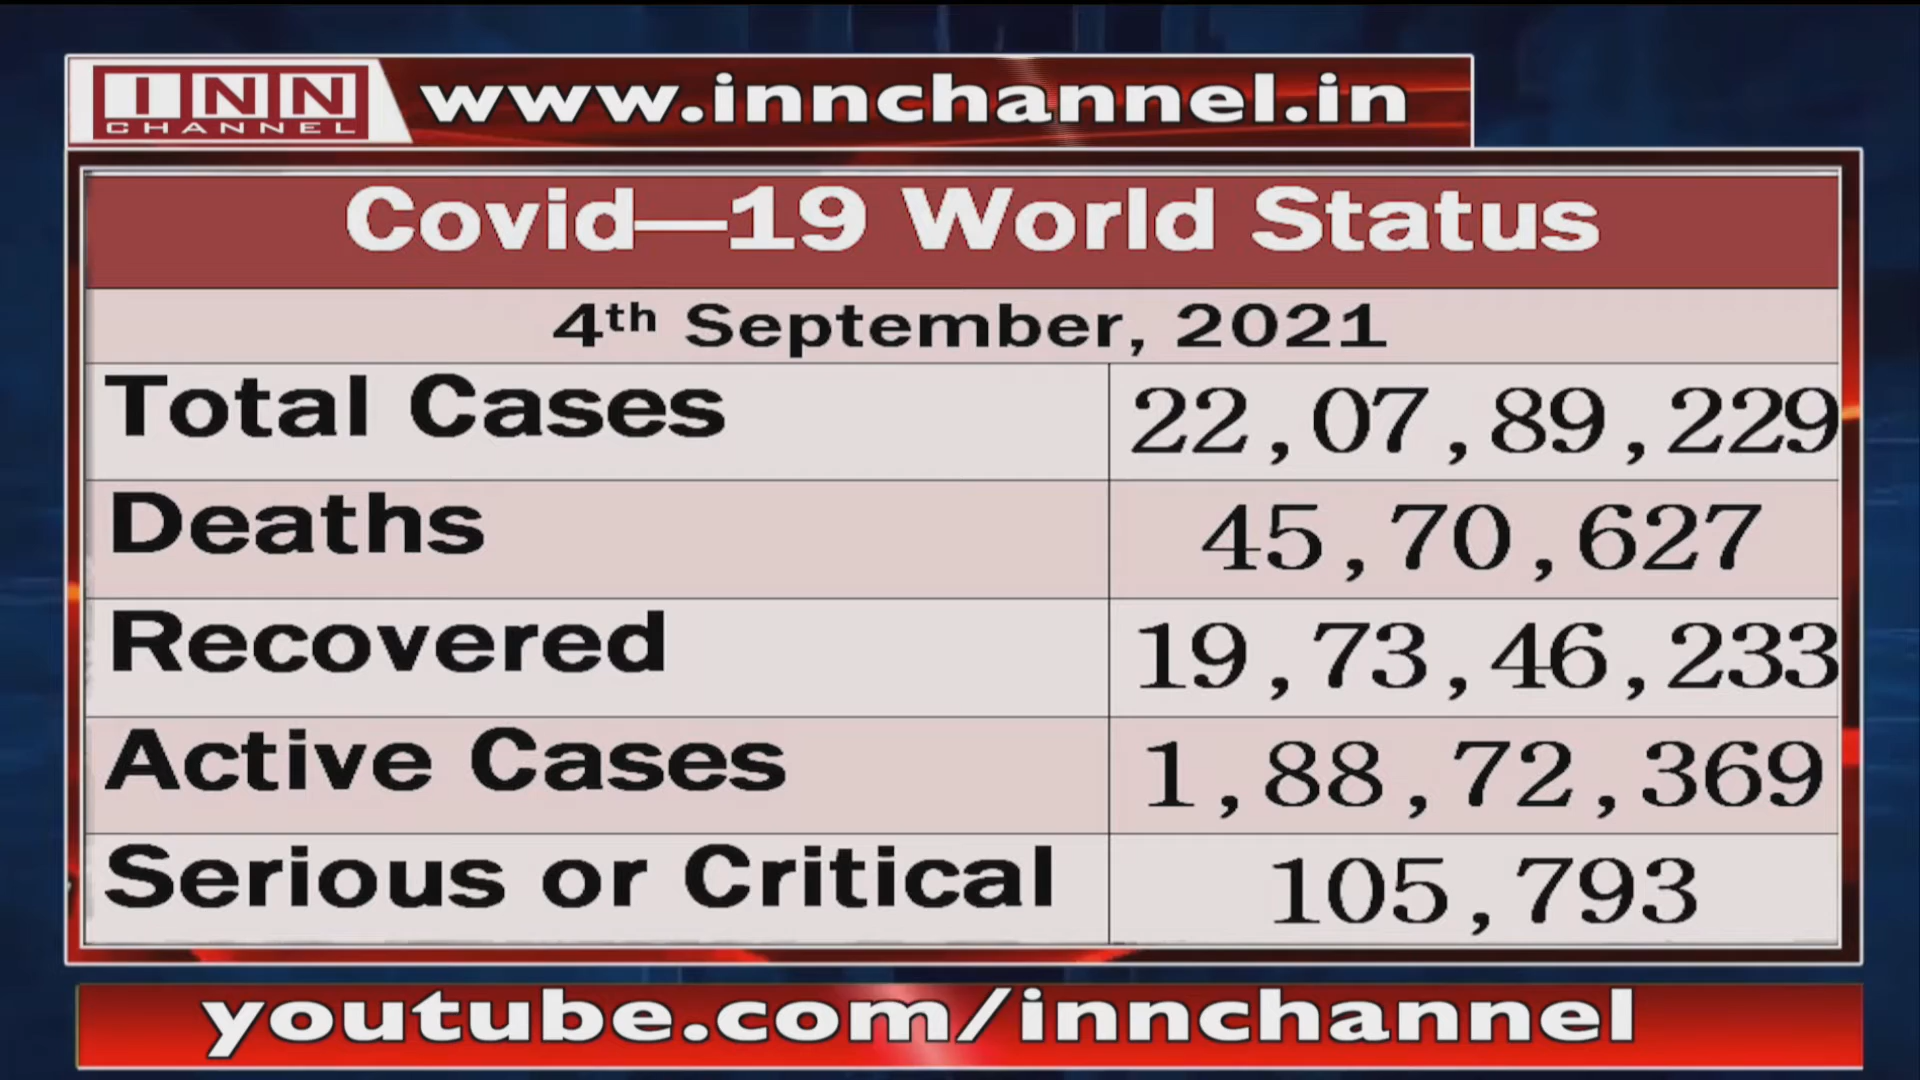 INN
CHANNEL
www.innchannel.in
Covid—19 World Status
4th September, 2021
Total Cases 22,07,89,229
Deaths 45,70,627
Recovered 19,73,46,233
Active Cases 1,88,72,369
Serious or Critical 105,793
youtube.com/innchannel